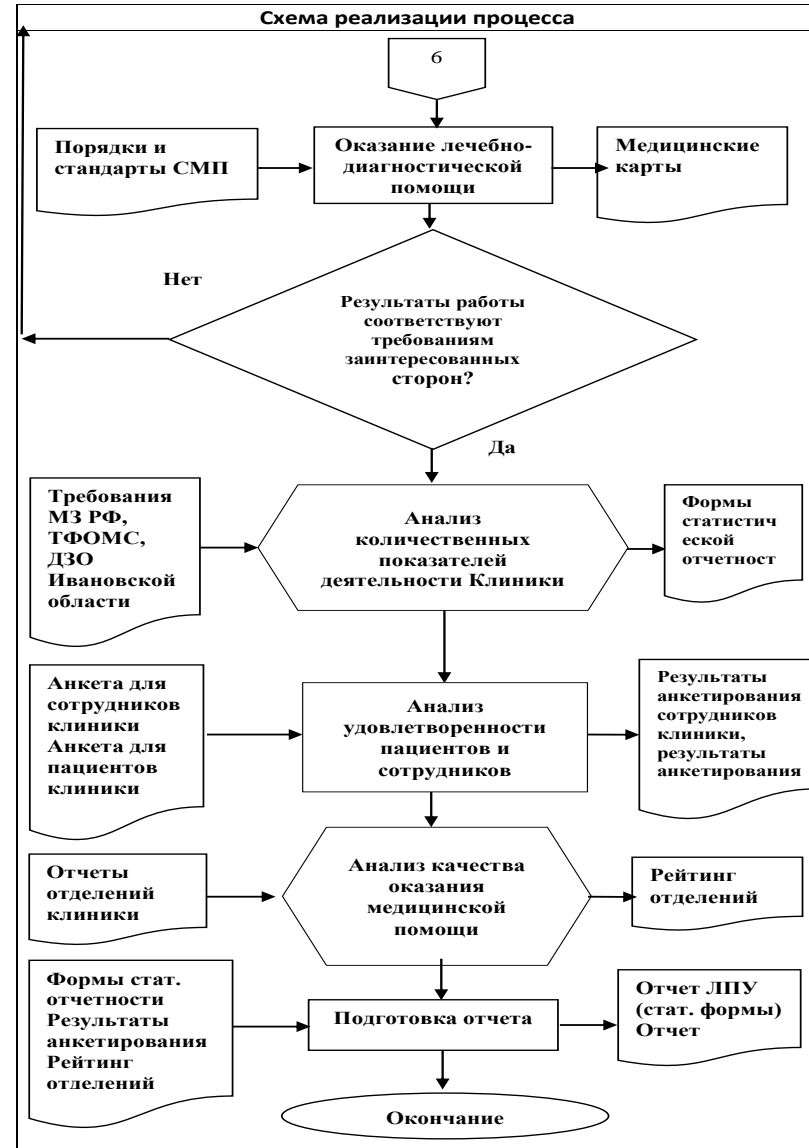 Схема реализации процесса
6
Порядки и
стандарты СМП
Оказание лечебно-
диагностической
помощи
Медицинские
карты
Нет
Результаты работы
соответствуют
требованиям
заинтересованных
сторон?
Да
Требования
МЗ РФ,
ТФОМС,
ДЗО
Ивановской
области
Анализ
количественных
показателей
деятельности Клиники
Формы
статистич
еской
отчетност
Анкета для
сотрудников
клиники
Анкета для
пациентов
клиники
Анализ
удовлетворенности
пациентов и
сотрудников
Результаты
анкетирования
сотрудников
клиники,
результаты
анкетирования
Отчеты
отделений
клиники
Анализ качества
оказания
медицинской
помощи
Рейтинг
отделений
Формы стат.
отчетности
Результаты
анкетирования
Рейтинг
отделений
Подготовка отчета
Отчет ЛПУ
(стат. формы)
Отчет
Окончание